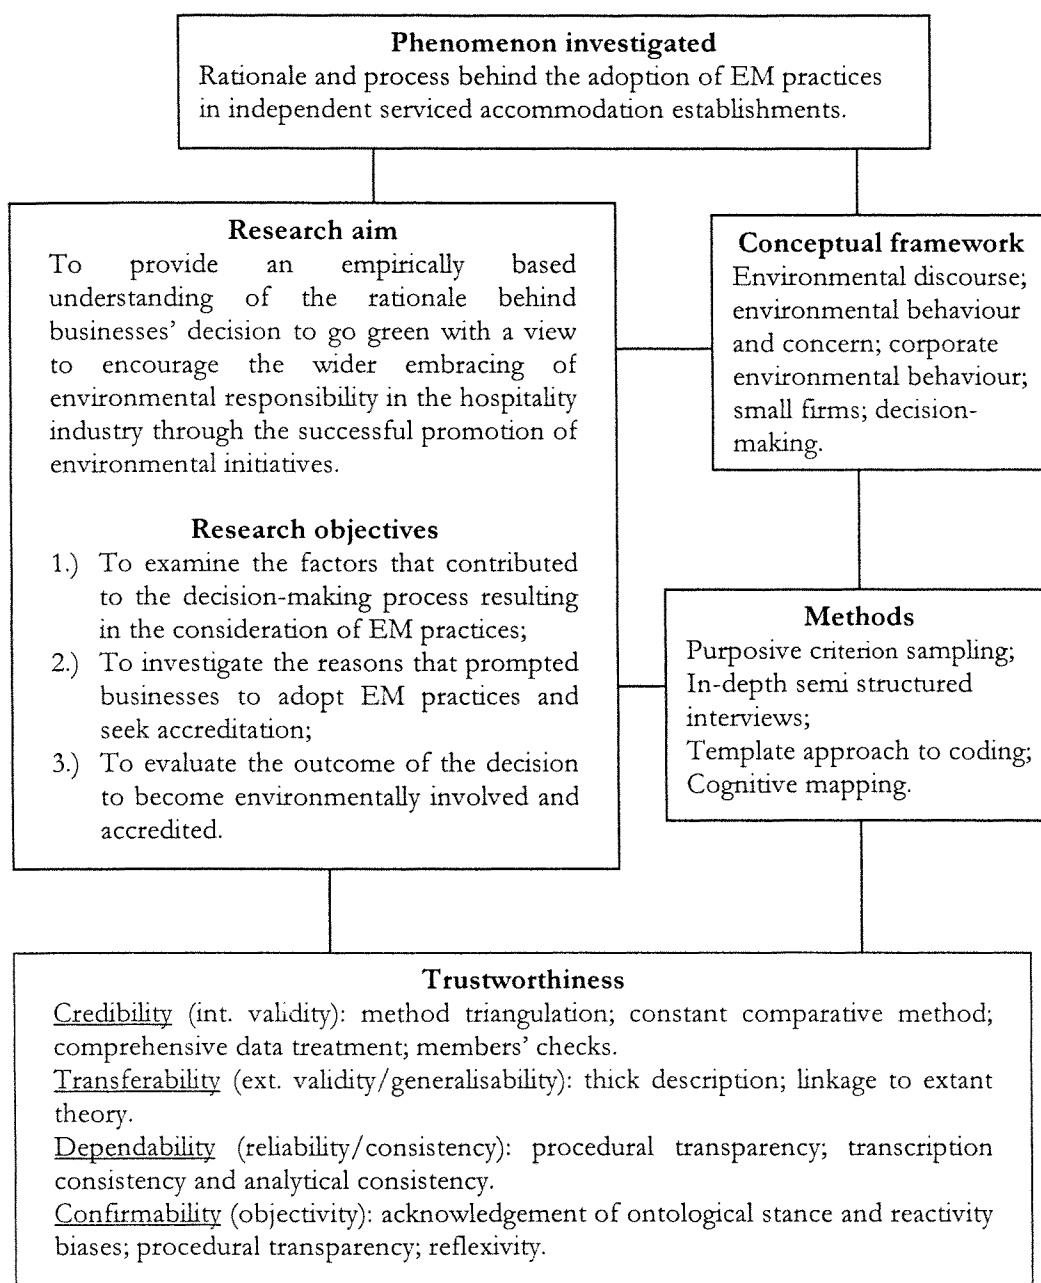 Phenomenon investigated
Rationale and process behind the adoption of EM practices
in independent serviced accommodation establishments.
Research aim
To provide an empirically based
understanding of the rationale behind
businesses' decision to go green with a view
to encourage the wider embracing of
environmental responsibility in the hospitality
industry through the successful promotion of
environmental initiatives.
Research objectives
1.) To examine the factors that contributed
to the decision-making process resulting
in the consideration of EM practices;
2.) To investigate the reasons that prompted
businesses to adopt EM practices and
seek accreditation;
3.) To evaluate the outcome of the decision
to become environmentally involved and
accredited.
Conceptual framework
Environmental discourse;
environmental behaviour
and concern; corporate
environmental behaviour;
small firms; decision-
making.
Methods
Purposive criterion sampling;
In-depth semi structured
interviews;
Template approach to coding;
Cognitive mapping.
Trustworthiness
Credibility (int. validity): method triangulation; constant comparative method;
comprehensive data treatment; members' checks.
Transferability (ext. validity/generalisability): thick description; linkage to extant
theory.
Dependability (reliability/consistency): procedural transparency; transcription
consistency and analytical consistency.
Confirmability (objectivity): acknowledgement of ontological stance and reactivity
biases; procedural transparency; reflexivity.